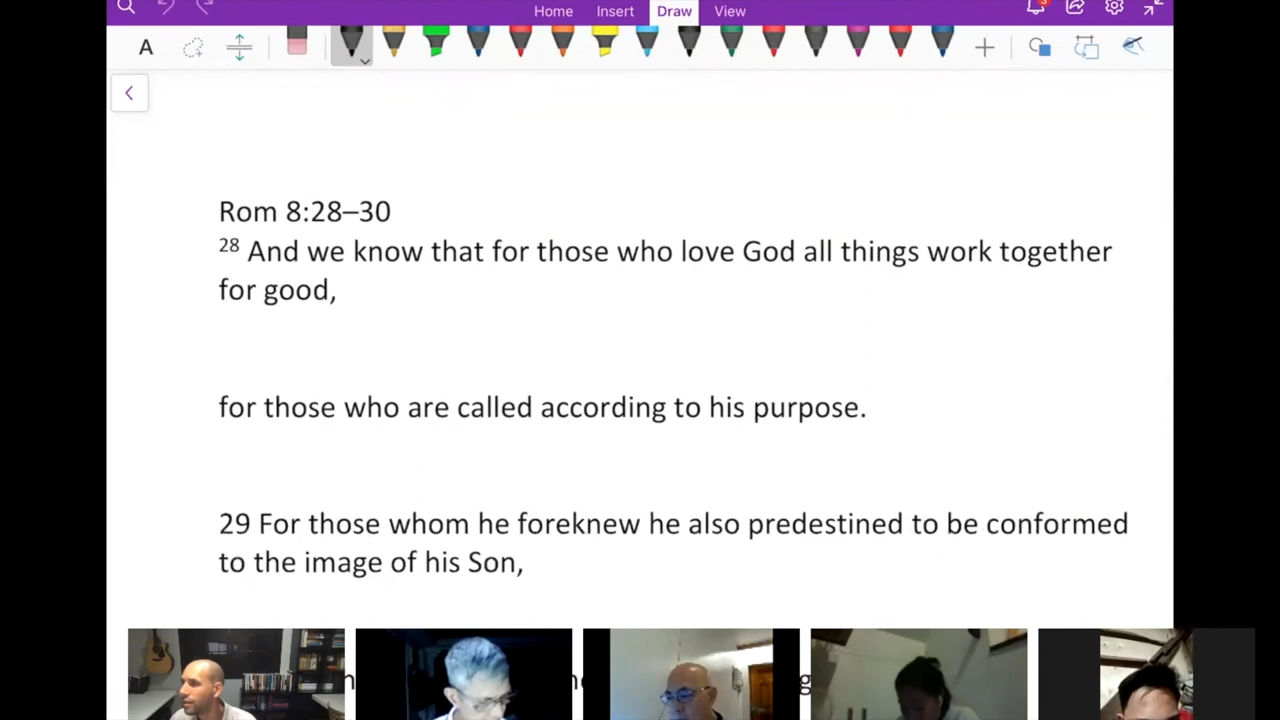 Home Insert Draw View
A
Rom 8:28–30
28 And we know that for those who love God all things work together
for good,
for those who are called according to his purpose.
29 For those whom he foreknew he also predestined to be conformed
to the image of his Son,